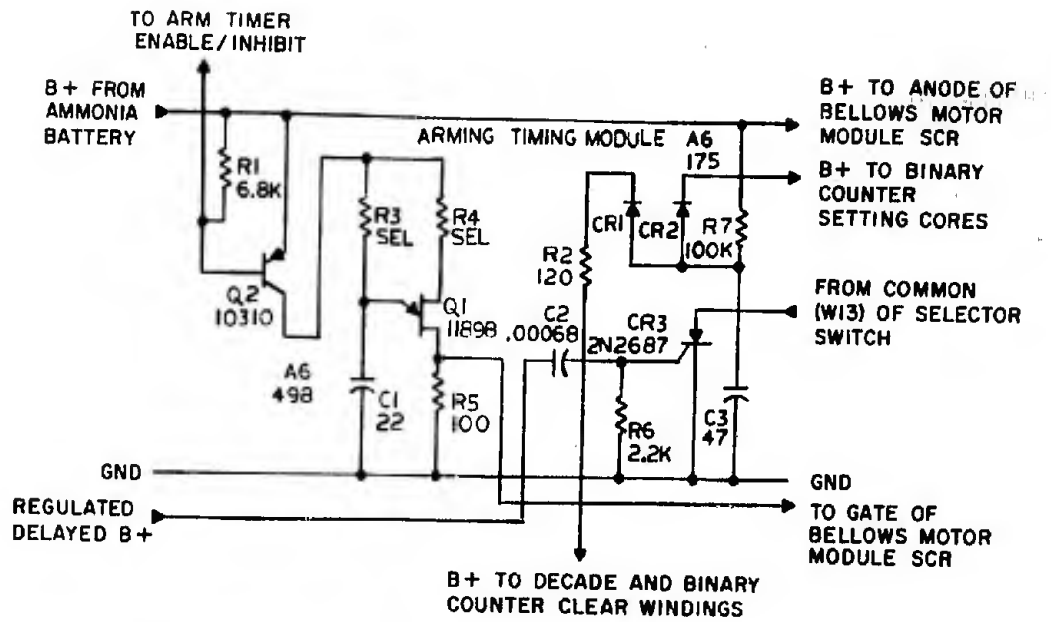 TO ARM TIMER
ENABLE/INHIBIT
B+ FROM
AMMONIA
BATTERY
B+ TO ANODE OF
BELLOWS MOTOR
MODULE SCR
ARMING TIMING MODULE
A6
175
B+ TO BINARY
COUNTER
SETTING CORES
R1
6.8K
R3
SEL
R4
SEL
CR1
CR2
R7
100K
R2
120
Q2
10310
Q1
11898
C2
.00068
CR3
2N2687
FROM COMMON
(W13) OF SELECTOR
SWITCH
A6
498
C1
22
R5
100
R6
2.2K
C3
47
GND
GND
REGULATED
DELAYED B+
TO GATE OF
BELLOWS MOTOR
MODULE SCR
B+ TO DECADE AND BINARY
COUNTER CLEAR WINDINGS